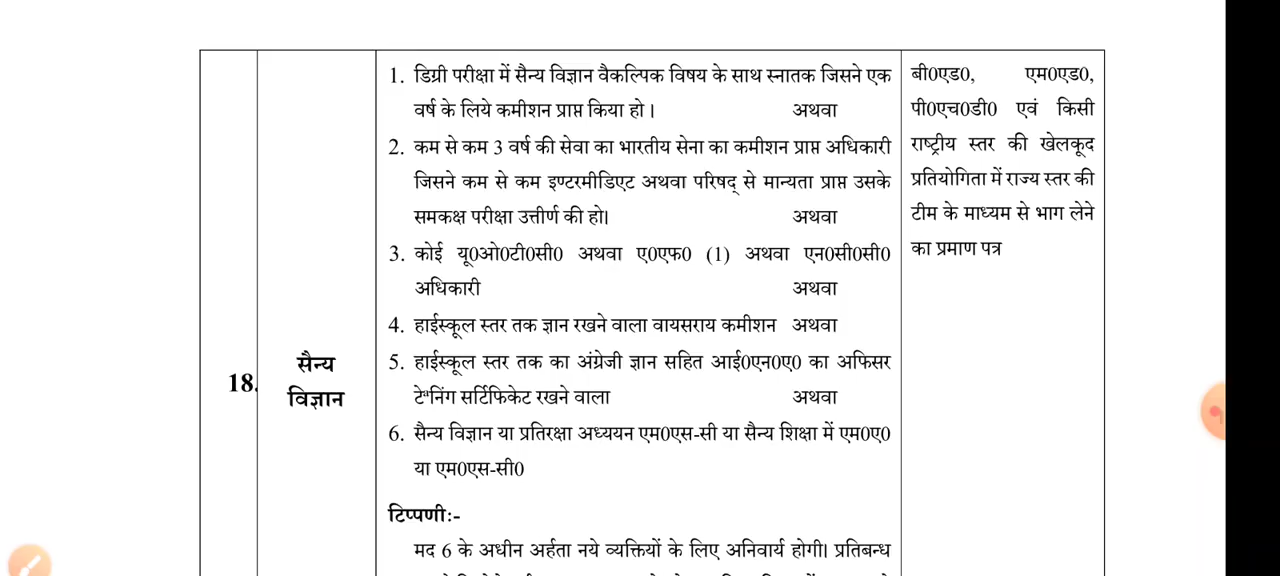 18.
सैन्य
विज्ञान
1. डिग्री परीक्षा में सैन्य विज्ञान वैकल्पिक विषय के साथ स्नातक जिसने एक
वर्ष के लिये कमीशन प्राप्त किया हो। अथवा
2. कम से कम 3 वर्ष की सेवा का भारतीय सेना का कमीशन प्राप्त अधिकारी
जिसने कम से कम इण्टरमीडिएट अथवा परिषद् से मान्यता प्राप्त उसके
समकक्ष परीक्षा उत्तीर्ण की हो। अथवा
3. कोई यू0ओ0टी0सी0 अथवा ए0एफ0 (1) अथवा एन0सी0सी0
अधिकारी अथवा
4. हाईस्कूल स्तर तक ज्ञान रखने वाला वायसराय कमीशन अथवा
5. हाईस्कूल स्तर तक का अंग्रेजी ज्ञान सहित आई0एन0ए0 का अफिसर
टेªनिंग सर्टिफिकेट रखने वाला अथवा
6. सैन्य विज्ञान या प्रतिरक्षा अध्ययन एम0एस-सी या सैन्य शिक्षा में एम0ए0
या एम0एस-सी0
टिप्पणीः-
मद 6 के अधीन अर्हता नये व्यक्तियों के लिए अनिवार्य होगी। प्रतिबन्ध
बी0एड0, एम0एड0,
पी0एच0डी0 एवं किसी
राष्ट्रीय स्तर की खेलकूद
प्रतियोगिता में राज्य स्तर की
टीम के माध्यम से भाग लेने
का प्रमाण पत्र